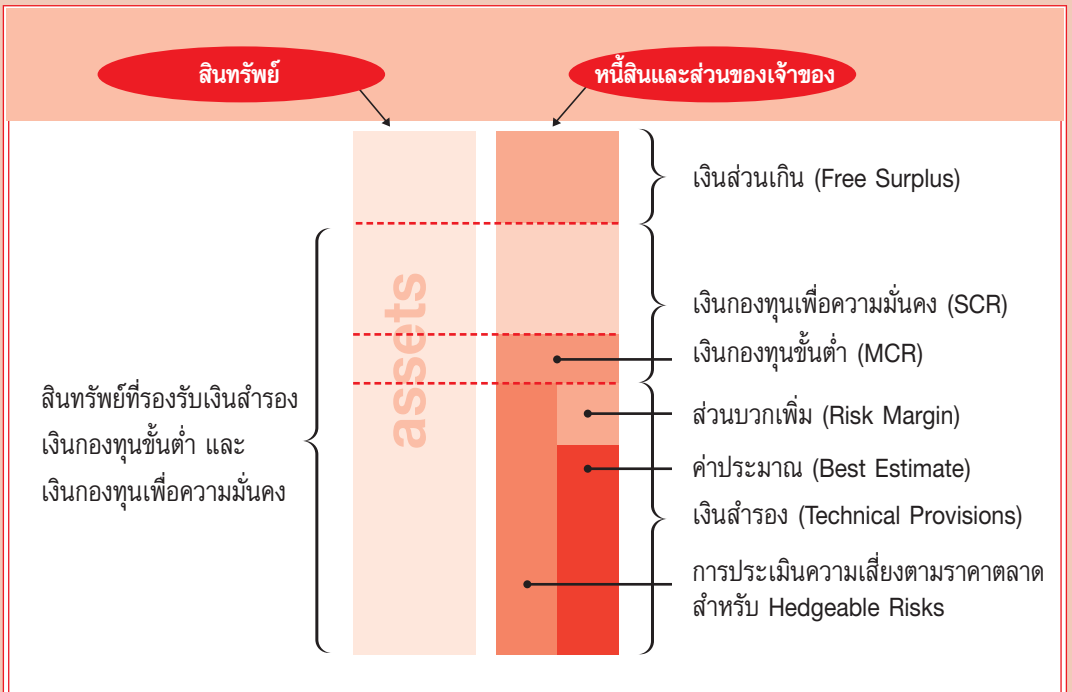 สินทรัพย์
หนี้สินและส่วนของเจ้าของ
assets
สินทรัพย์ที่รองรับเงินสำรอง
เงินกองทุนขั้นต่ำ และ
เงินกองทุนเพื่อความมั่นคง
เงินส่วนเกิน (Free Surplus)
เงินกองทุนเพื่อความมั่นคง (SCR)
เงินกองทุนขั้นต่ำ (MCR)
ส่วนบวกเพิ่ม (Risk Margin)
ค่าประมาณ (Best Estimate)
เงินสำรอง (Technical Provisions)
การประเมินความเสี่ยงตามราคาตลาด
สำหรับ Hedgeable Risks